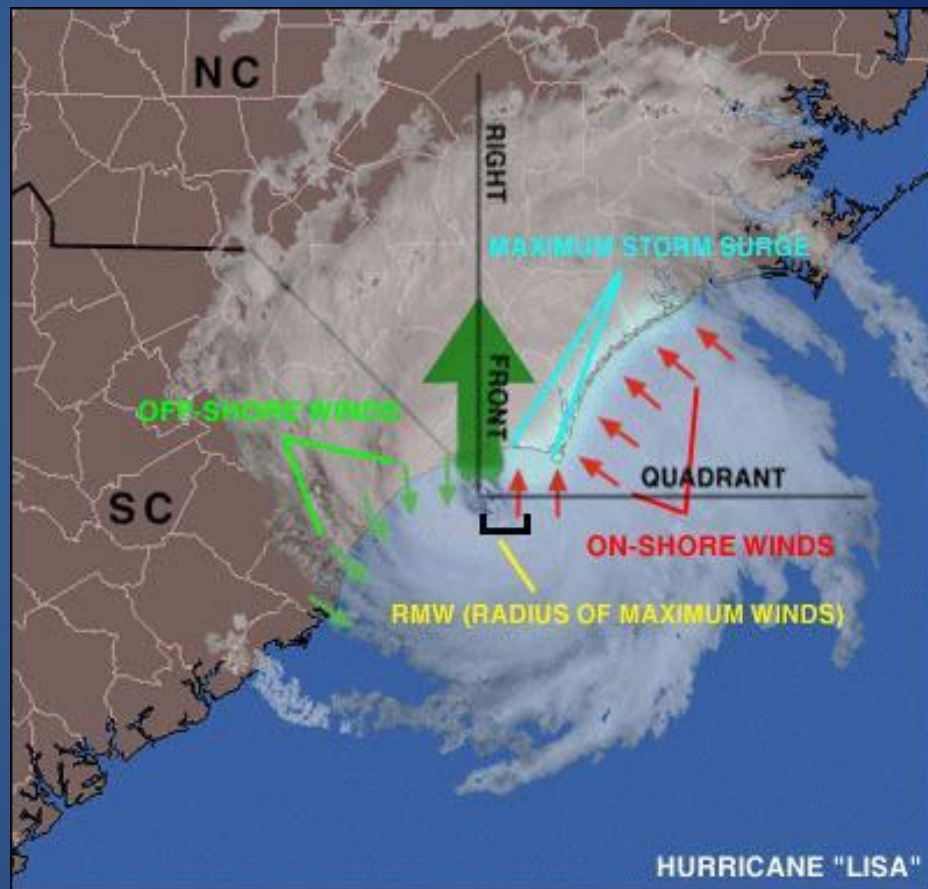 NC
RIGHT
MAXIMUM STORM SURGE
FRONT
OFF-SHORE WINDS
QUADRANT
SC
ON-SHORE WINDS
RMW (RADIUS OF MAXIMUM WINDS)
HURRICANE "LISA"